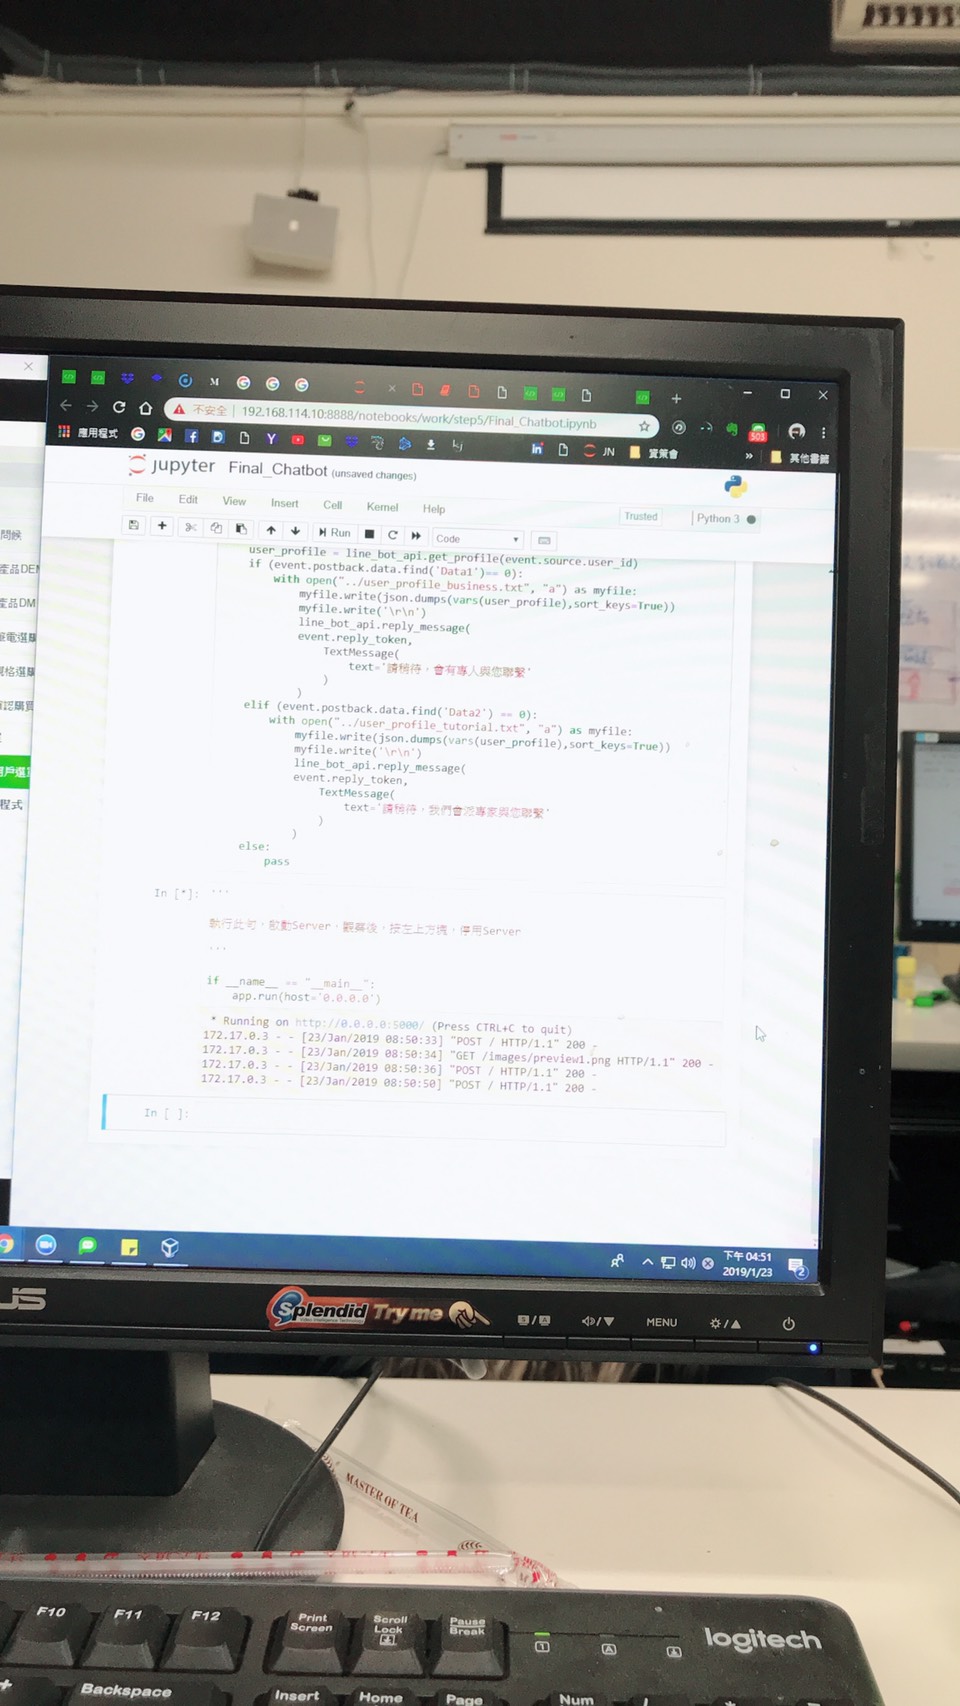 不安全 | 192.168.114.10:8888/notebooks/work/step5/Final_Chatbot.ipynb
應用程式
JN
資策會
»
其他書籤
503
jupyter Final_Chatbot (unsaved changes)
File Edit View Insert Cell Kernel Help
Trusted | Python 3
Run
Code
user_profile = line_bot_api.get_profile(event.source.user_id)
if (event.postback.data.find('Data1')== 0):
with open("../user_profile_business.txt", "a") as myfile:
myfile.write(json.dumps(vars(user_profile),sort_keys=True))
myfile.write('\r\n')
line_bot_api.reply_message(
event.reply_token,
TextMessage(
text='請稍待，會有專人與您聯繫'
)
)
elif (event.postback.data.find('Data2') == 0):
with open("../user_profile_tutorial.txt", "a") as myfile:
myfile.write(json.dumps(vars(user_profile),sort_keys=True))
myfile.write('\r\n')
line_bot_api.reply_message(
event.reply_token,
TextMessage(
text='請稍待，我們會派專家與您聯繫'
)
)
else:
pass
In [*]: '''
執行此句，啟動Server，觀察後，按左上方塊，停用Server
'''
if __name__ == "__main__":
app.run(host='0.0.0.0')
* Running on http://0.0.0.0:5000/ (Press CTRL+C to quit)
172.17.0.3 - - [23/Jan/2019 08:50:33] "POST / HTTP/1.1" 200 -
172.17.0.3 - - [23/Jan/2019 08:50:34] "GET /images/preview1.png HTTP/1.1" 200 -
172.17.0.3 - - [23/Jan/2019 08:50:36] "POST / HTTP/1.1" 200 -
172.17.0.3 - - [23/Jan/2019 08:50:50] "POST / HTTP/1.1" 200 -
In [ ]:
問候
產品DM
程式
下午 04:51
2019/1/23
2
Splendid Try me
S/A
MENU
MASTER OF TEA
F10 F11 F12
Print Screen
Scroll Lock
Pause Break
1
A
logitech
Backspace
Insert
Home
Page
Num